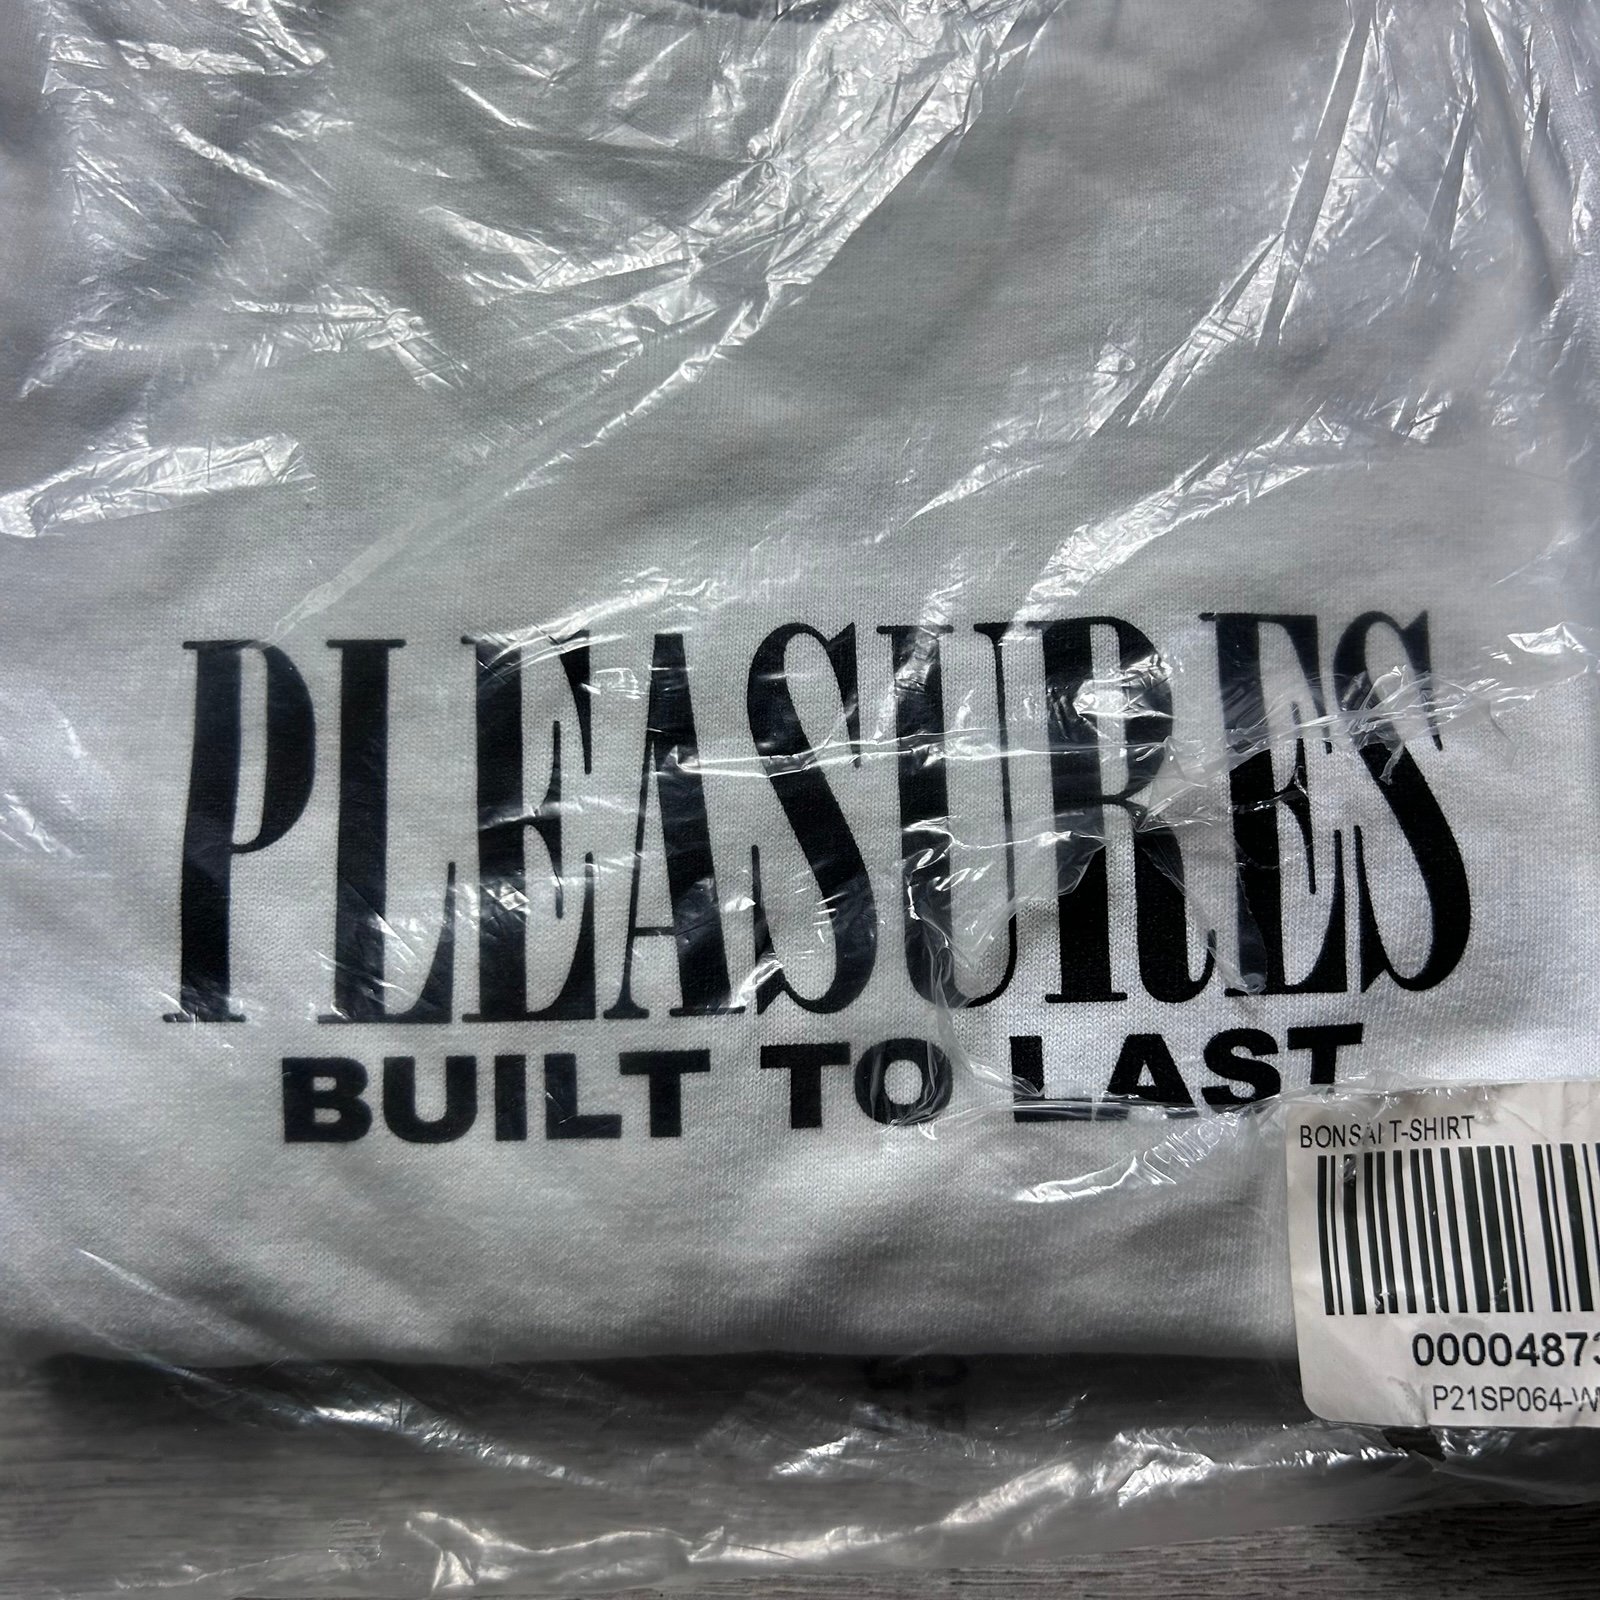 PLEASURES
BUILT TO LAST
BONSAI T-SHIRT
00004873
P21SP064-W